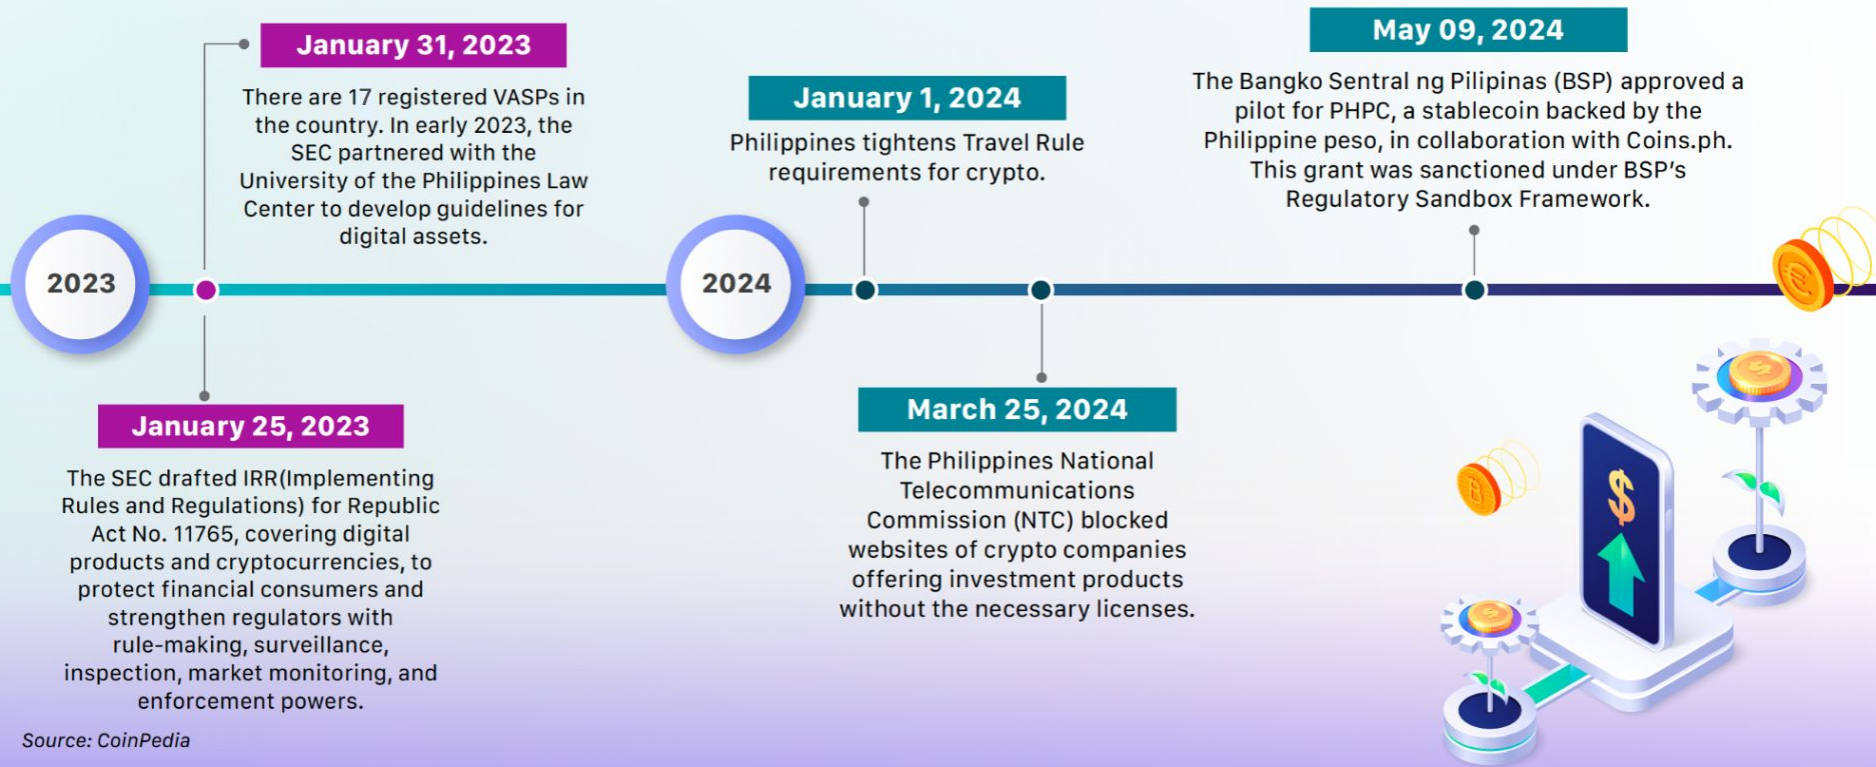 January 31, 2023
There are 17 registered VASPs in
the country. In early 2023, the
SEC partnered with the
University of the Philippines Law
Center to develop guidelines for
digital assets.
2023
January 25, 2023
The SEC drafted IRR(Implementing
Rules and Regulations) for Republic
Act No. 11765, covering digital
products and cryptocurrencies, to
protect financial consumers and
strengthen regulators with
rule-making, surveillance,
inspection, market monitoring, and
enforcement powers.
2024
January 1, 2024
Philippines tightens Travel Rule
requirements for crypto.
March 25, 2024
The Philippines National
Telecommunications
Commission (NTC) blocked
websites of crypto companies
offering investment products
without the necessary licenses.
May 09, 2024
The Bangko Sentral ng Pilipinas (BSP) approved a
pilot for PHPC, a stablecoin backed by the
Philippine peso, in collaboration with Coins.ph.
This grant was sanctioned under BSP’s
Regulatory Sandbox Framework.
€
$
$
$
Source: CoinPedia